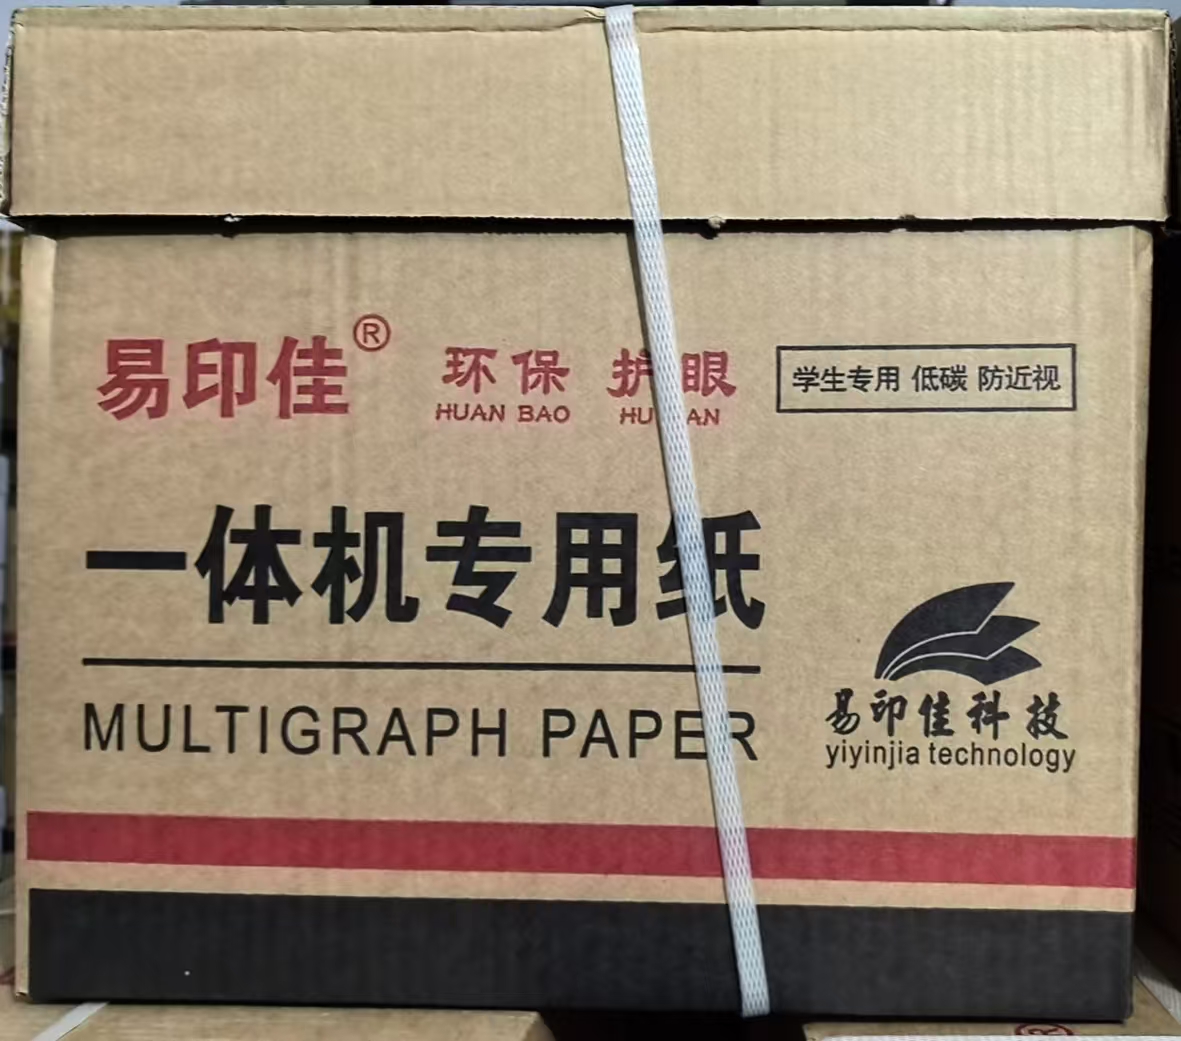 易印佳® 环保 护眼 学生专用 低碳 防近视
HUAN BAO
一体机专用纸
MULTIGRAPH PAPER
易印佳科技
yiyinjia technology